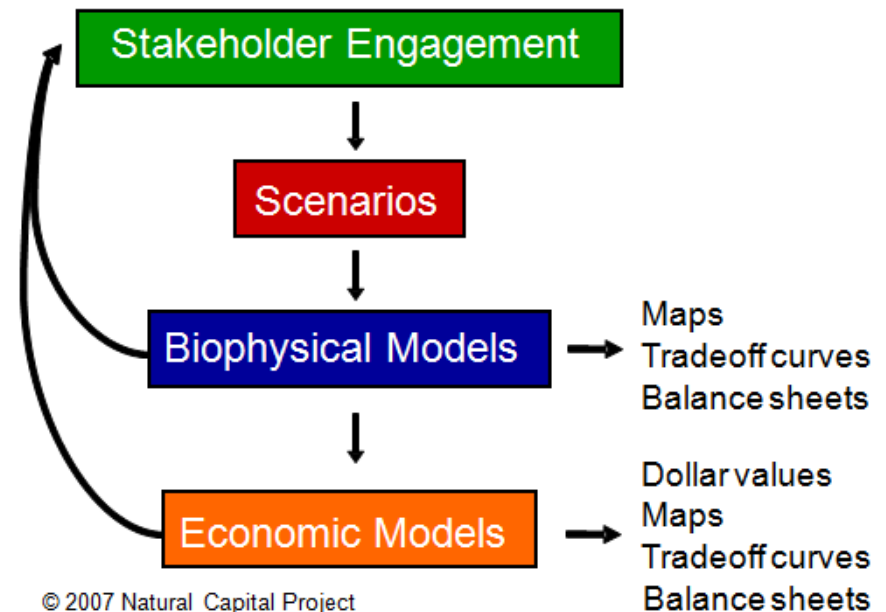 Stakeholder Engagement
Scenarios
Biophysical Models
Maps
Tradeoff curves
Balance sheets
Economic Models
Dollar values
Maps
Tradeoff curves
Balance sheets
© 2007 Natural Capital Project